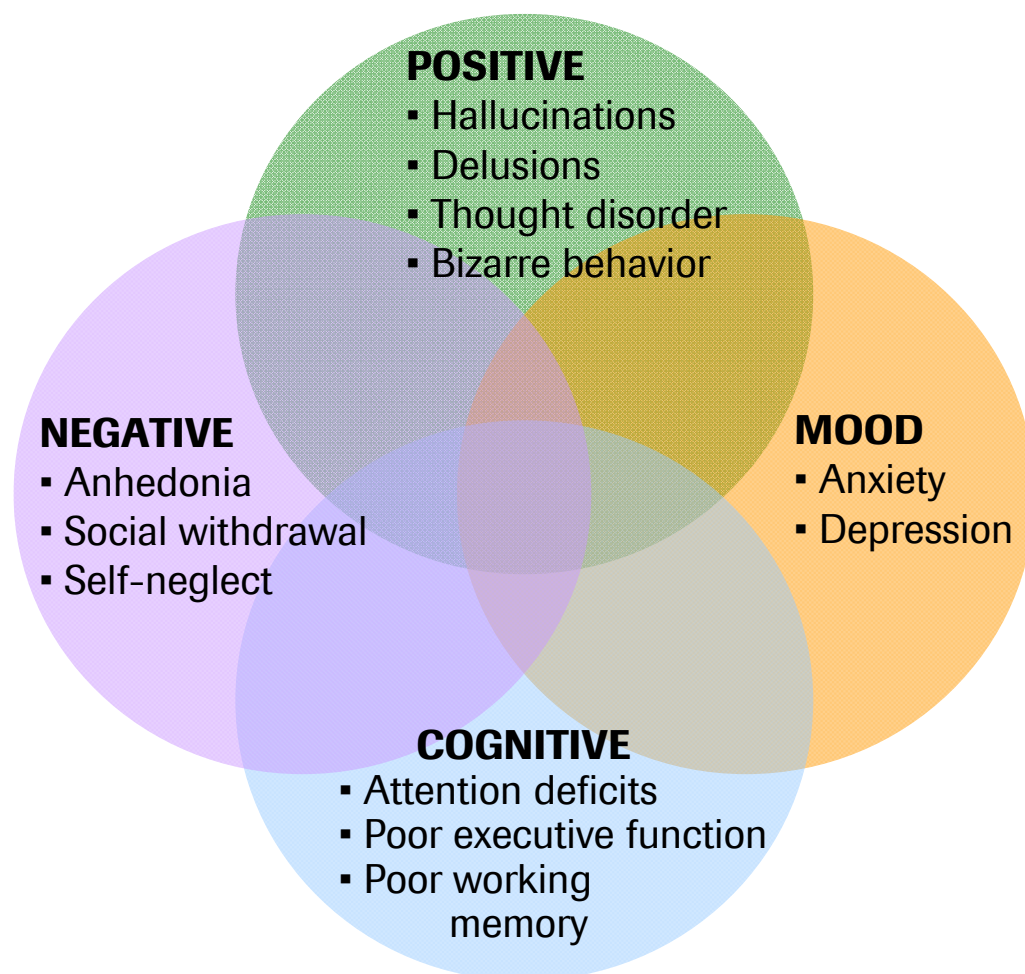 POSITIVE
▪ Hallucinations
▪ Delusions
▪ Thought disorder
▪ Bizarre behavior
NEGATIVE
▪ Anhedonia
▪ Social withdrawal
▪ Self-neglect
MOOD
▪ Anxiety
▪ Depression
COGNITIVE
▪ Attention deficits
▪ Poor executive function
▪ Poor working
memory